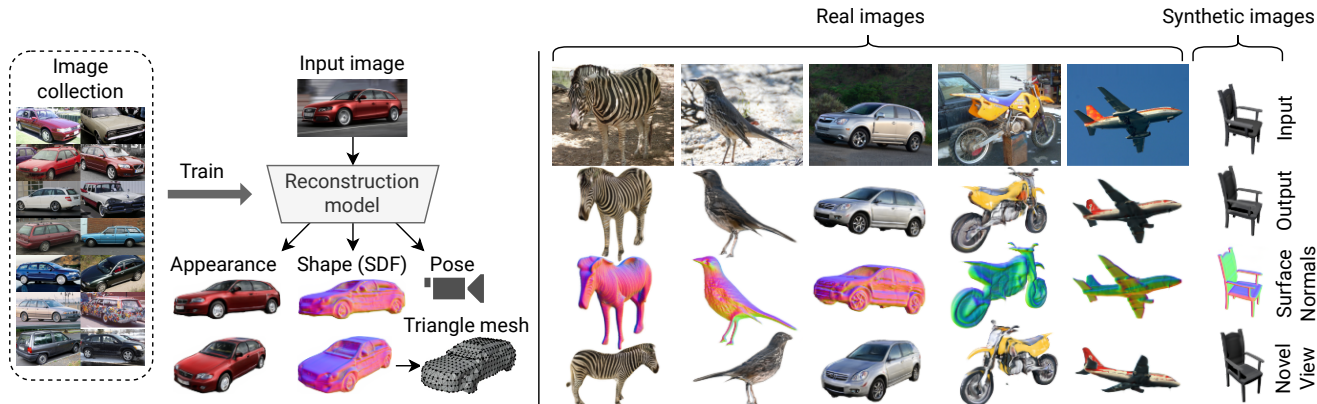 Image
collection
Train
Input image
Reconstruction
model
Appearance
Shape (SDF)
Pose
Triangle mesh
Real images
Synthetic images
Input
Output
Surface
Normals
Novel
View